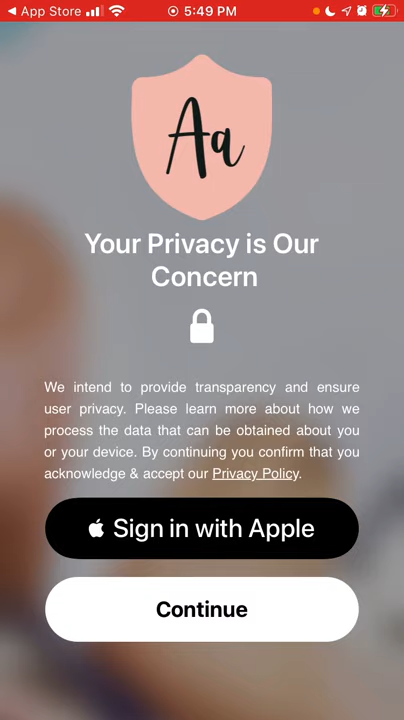 App Store 5:49 PM
Aa
Your Privacy is Our
Concern
We intend to provide transparency and ensure
user privacy. Please learn more about how we
process the data that can be obtained about you
or your device. By continuing you confirm that you
acknowledge & accept our Privacy Policy.
Sign in with Apple
Continue